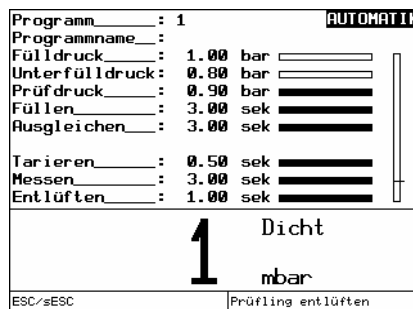 Programm______: 1 AUTOMATIK
Programmname__:
Fülldruck_____: 1.00 bar
Unterfülldruck: 0.80 bar
Prüfdruck_____: 0.90 bar
Füllen________: 3.00 sek
Ausgleichen___: 3.00 sek
Tarieren______: 0.50 sek
Messen________: 3.00 sek
Entlüften_____: 1.00 sek
Dicht
1
mbar
ESC/sESC Prüfling entlüften